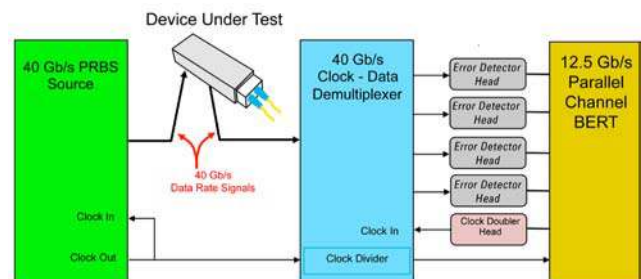 Device Under Test
40 Gb/s PRBS
Source
40 Gb/s
Data Rate Signals
Clock In
Clock Out
40 Gb/s
Clock - Data
Demultiplexer
Clock In
Clock Divider
Error Detector
Head
Error Detector
Head
Error Detector
Head
Error Detector
Head
Clock Doubler
Head
12.5 Gb/s
Parallel
Channel
BERT